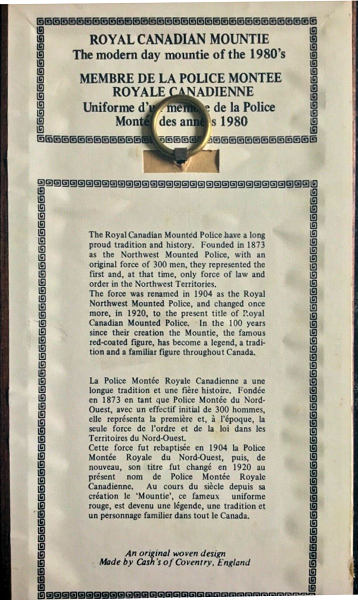 ROYAL CANADIAN MOUNTIE
The modern day mountie of the 1980's
MEMBRE DE LA POLICE MONTEE
ROYALE CANADIENNE
Uniforme d'un membre de la Police
Montée des années 1980
The Royal Canadian Mounted Police have a long
proud tradition and history. Founded in 1873
as the Northwest Mounted Police, with an
original force of 300 men, they represented the
first and, at that time, only force of law and
order in the Northwest Territories.
The force was renamed in 1904 as the Royal
Northwest Mounted Police, and changed once
more, in 1920, to the present title of Royal
Canadian Mounted Police. In the 100 years
since their creation the Mountie, the famous
red-coated figure, has become a legend, a tradi-
tion and a familiar figure throughout Canada.
La Police Montée Royale Canadienne a une
longue tradition et une fière histoire. Fondée
en 1873 en tant que Police Montée du Nord-
Ouest, avec un effectif initial de 300 hommes,
elle représenta la première et, à l'époque, la
seule force de l'ordre et de la loi dans les
Territoires du Nord-Ouest.
Cette force fut rebaptisée en 1904 la Police
Montée Royale du Nord-Ouest, puis, de
nouveau, son titre fut changé en 1920 au
présent nom de Police Montée Royale
Canadienne. Au cours du siècle depuis sa
création le 'Mountie', ce fameux uniforme
rouge, est devenu une légende, une tradition et
un personnage familier dans tout le Canada.
An original woven design
Made by Cash's of Coventry, England